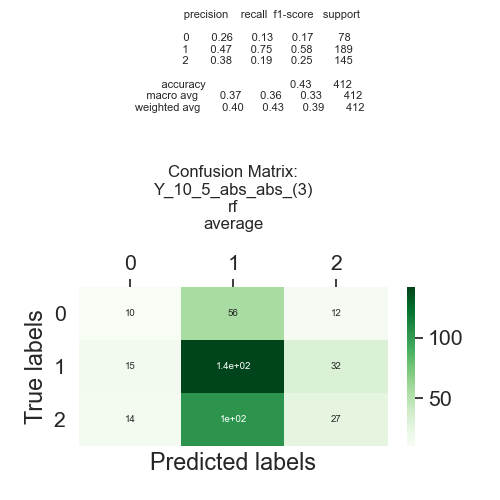 precision recall f1-score support
0 0.26 0.13 0.17 78
1 0.47 0.75 0.58 189
2 0.38 0.19 0.25 145
accuracy 0.43 412
macro avg 0.37 0.36 0.33 412
weighted avg 0.40 0.43 0.39 412
Confusion Matrix:
Y_10_5_abs_abs_(3)
rf
average
0 1 2
0 10 56 12
1 15 1.4e+02 32
2 14 1e+02 27
True labels
Predicted labels
100
50